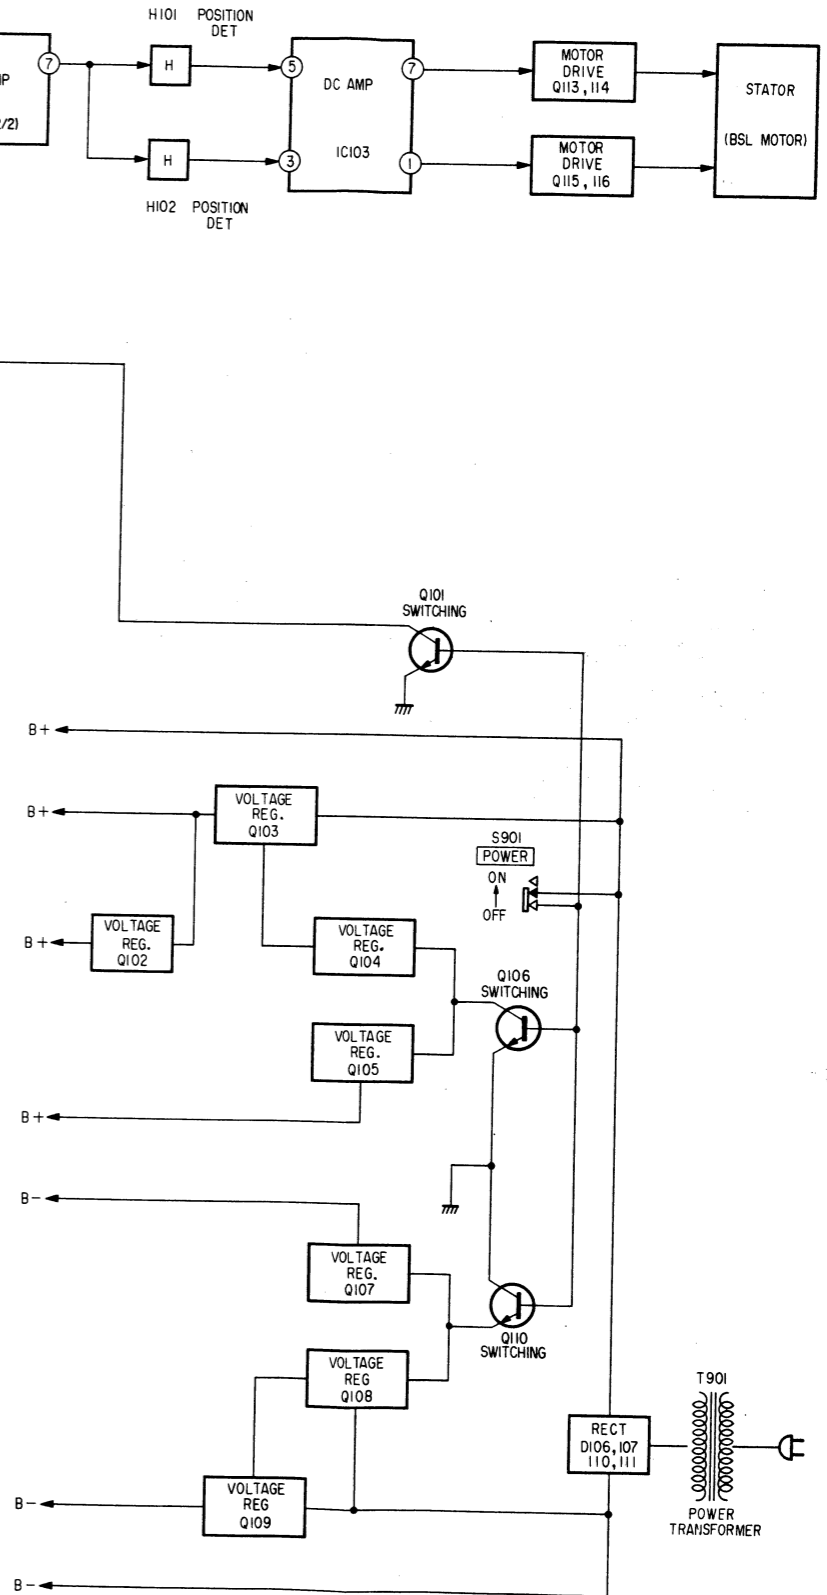 H101 POSITION
DET
7
H
5
DC AMP
7
MOTOR
DRIVE
Q113, 114
STATOR
P
2/2)
(BSL MOTOR)
H
3
IC103
1
MOTOR
DRIVE
Q115, 116
H102 POSITION
DET
Q101
SWITCHING
B+
B+
VOLTAGE
REG.
Q103
S901
POWER
ON
OFF
B+
VOLTAGE
REG.
Q102
VOLTAGE
REG.
Q104
Q106
SWITCHING
VOLTAGE
REG.
Q105
B+
B-
VOLTAGE
REG.
Q107
Q110
SWITCHING
VOLTAGE
REG
Q108
T901
RECT
D106, 107
110, 111
B-
VOLTAGE
REG
Q109
POWER
TRANSFORMER
B-